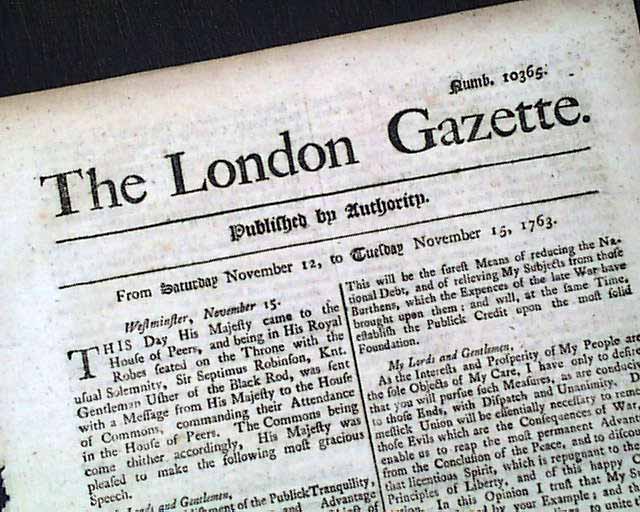 Numb. 10365.
The London Gazette.
Publiſhed by Authority.
From Saturday November 12, to Tueſday November 15, 1763.
Weſtminſter, November 15.
THIS Day His Majeſty came to the
Houſe of Peers, and being in His Royal
Robes ſeated on the Throne with the
uſual Solemnity, Sir Septimus Robinſon, Knt.
Gentleman Uſher of the Black Rod, was ſent
with a Meſſage from His Majeſty to the Houſe
of Commons, commanding their Attendance
in the Houſe of Peers. The Commons being
come thither accordingly, His Majeſty was
pleaſed to make the following moſt gracious
Speech.
Lords and Gentlemen,
of the Publick Tranquility,
and Advantage
This will be the ſureſt Means of reducing the Na-
tional Debt, and of relieving My Subjects from thoſe
Burthens, which the Expences of the late War have
brought upon them; and will, at the ſame Time,
eſtabliſh the Publick Credit upon the moſt ſolid
Foundation.
My Lords and Gentlemen,
As the Intereſts and Proſperity of My People are
the ſole Objects of My Care, I have only to deſire
that you will purſue ſuch Meaſures, as are conduciv
to thoſe Ends, with Diſpatch and Unanimity. D
meſtick Union will be eſſentially neceſſary to reme
thoſe Evils which are the Conſequences of War
enable us to reap the moſt permanent Advant
from the Concluſion of the Peace, and to diſcou
that licentious Spirit, which is repugnant to the
Principles of Liberty, and of this happy C
In this Opinion I truſt that My S
by your Example; and th
to unite